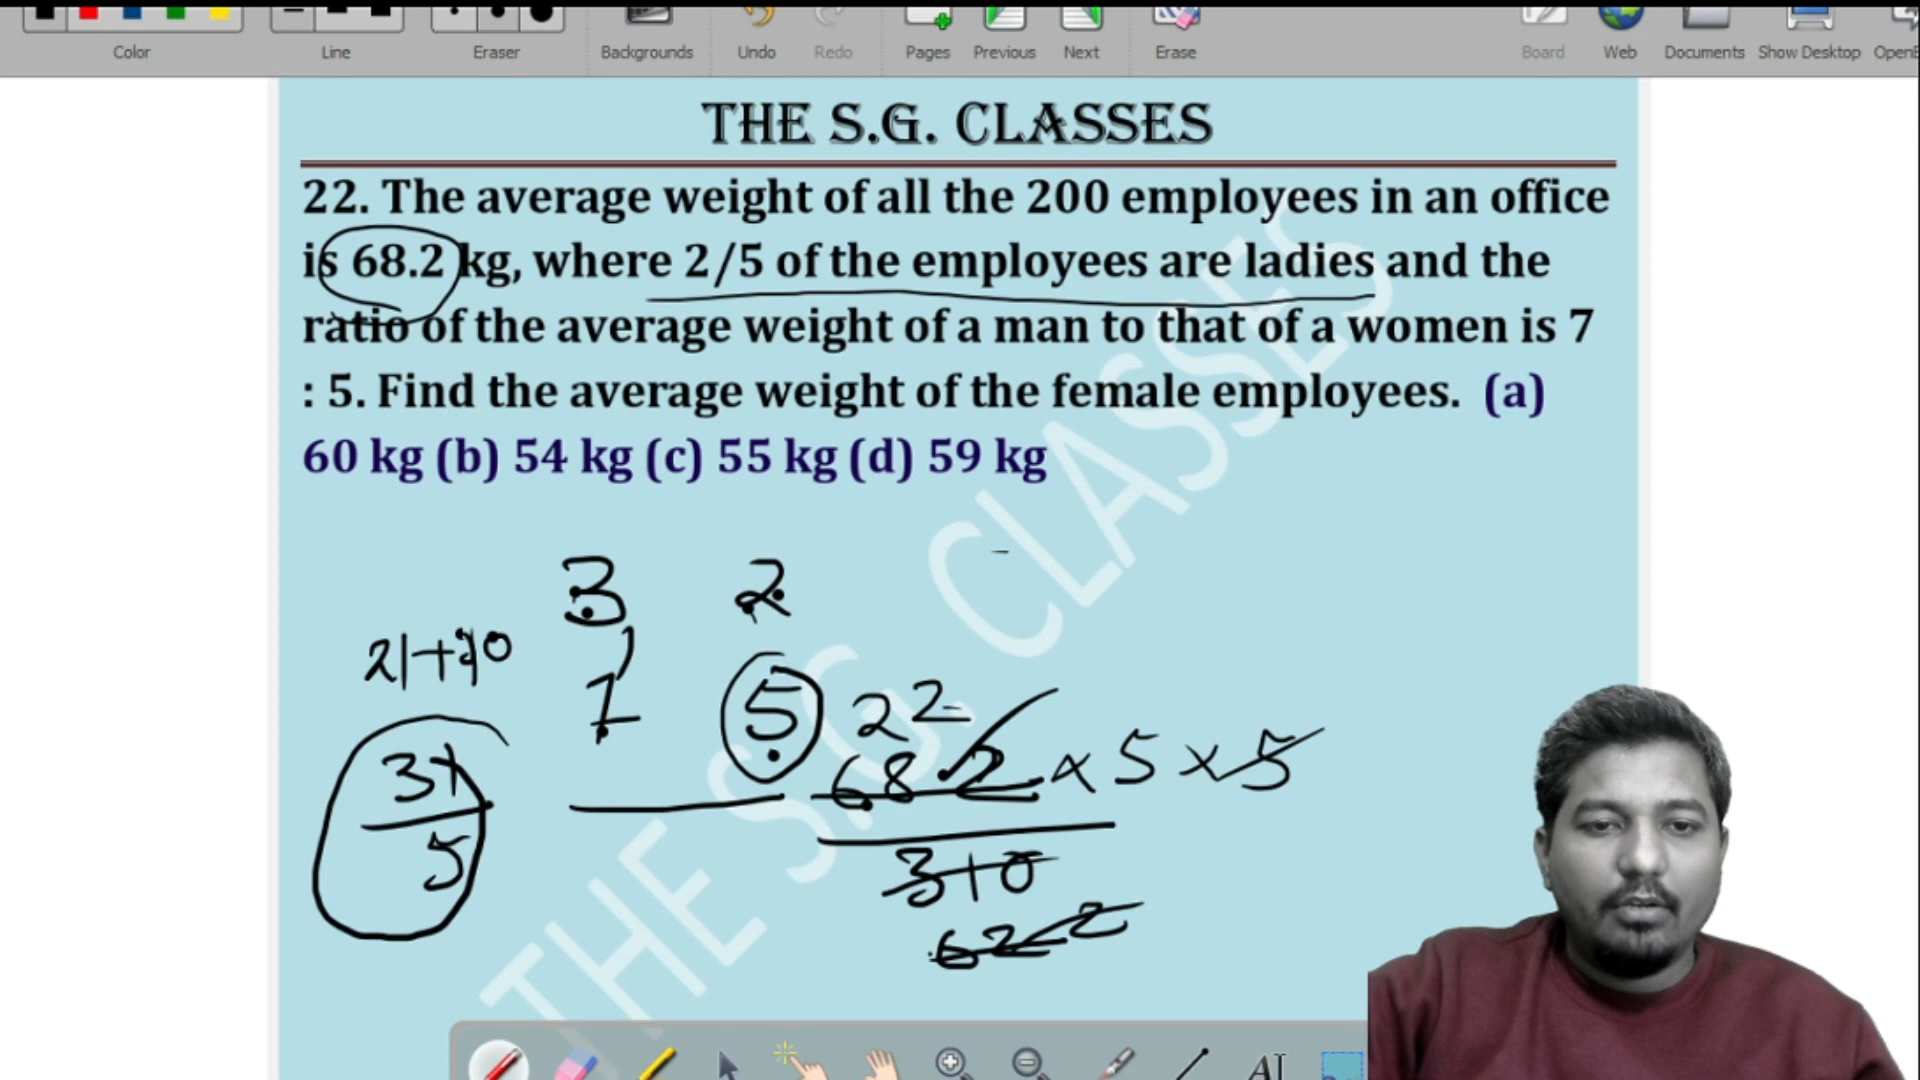 Color Line Eraser Backgrounds Undo Redo Pages Previous Next Erase Board Web Documents Show Desktop OpenB
THE S.G. CLASSES
22. The average weight of all the 200 employees in an office
is 68.2 kg, where 2/5 of the employees are ladies and the
ratio of the average weight of a man to that of a women is 7
: 5. Find the average weight of the female employees. (a)
60 kg (b) 54 kg (c) 55 kg (d) 59 kg
3 2
21+10
7 5 22
31
5
68.2 × 5 × 5
310
622
THE S.G. CLASSES